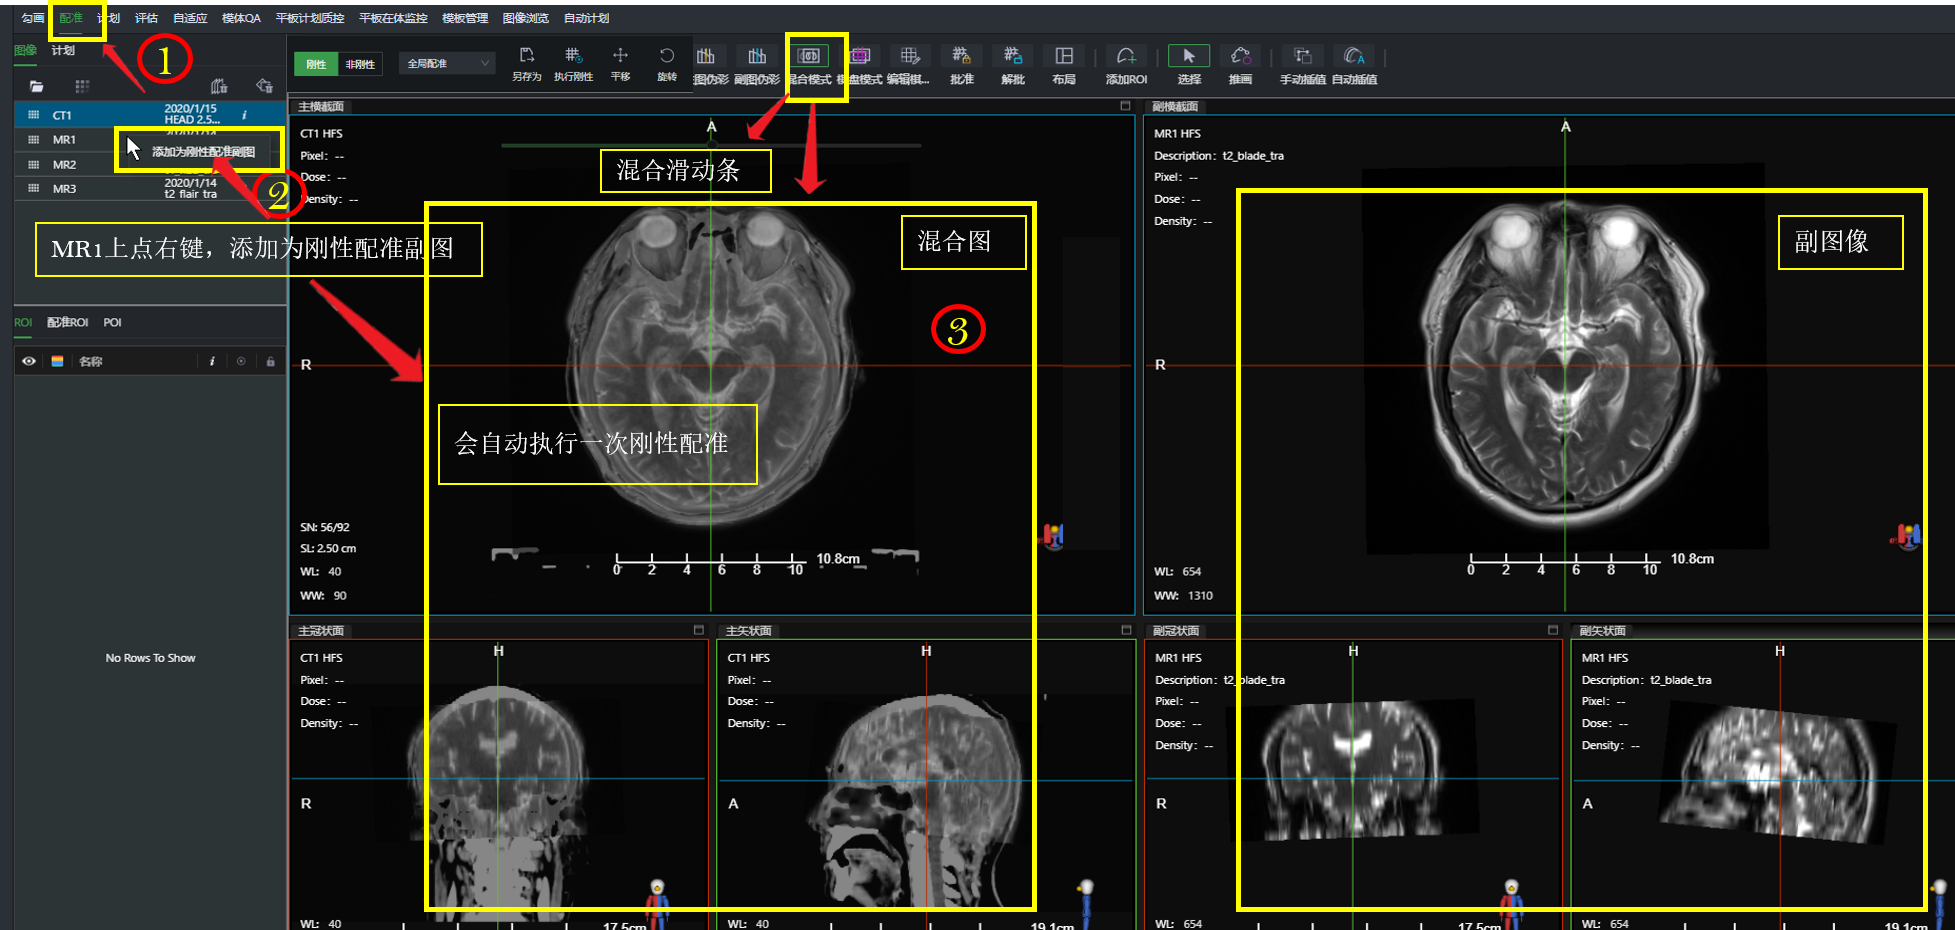 勾画 配准 计划 评估 自适应 模体QA 平板计划质控 平板在体监控 模板管理 图像浏览 自动计划
图像 计划
1
刚性 非刚性 全局配准 另存为 执行刚性 平移 旋转 图伪彩 副图伪彩 混合模式 棋盘模式 编辑棋... 批准 解批 布局 添加ROI 选择 推画 手动插值 自动插值
CT1 2020/1/15
HEAD 2.5... i
MR1
添加为刚性配准副图
MR2
MR3 2020/1/14
t2 flair tra
2
MR1上点右键，添加为刚性配准副图
ROI 配准ROI POI
名称 i
No Rows To Show
主横截面
CT1 HFS
Pixel: --
Dose: --
Density: --
A
混合滑动条
混合图
3
R
会自动执行一次刚性配准
SN: 56/92
SL: 2.50 cm
WL: 40
WW: 90
0 2 4 6 8 10 10.8cm
副横截面
MR1 HFS
Description: t2_blade_tra
Pixel: --
Dose: --
Density: --
A
副图像
R
WL: 654
WW: 1310
0 2 4 6 8 10 10.8cm
主冠状面
CT1 HFS
Pixel: --
Dose: --
Density: --
H
R
WL: 40
17.5cm
主矢状面
CT1 HFS
Pixel: --
Dose: --
Density: --
H
A
WL: 40
19.1cm
副冠状面
MR1 HFS
Description: t2_blade_tra
Pixel: --
Dose: --
Density: --
H
R
WL: 654
17.5cm
副矢状面
MR1 HFS
Description: t2_blade_tra
Pixel: --
Dose: --
Density: --
H
A
WL: 654
19.1cm